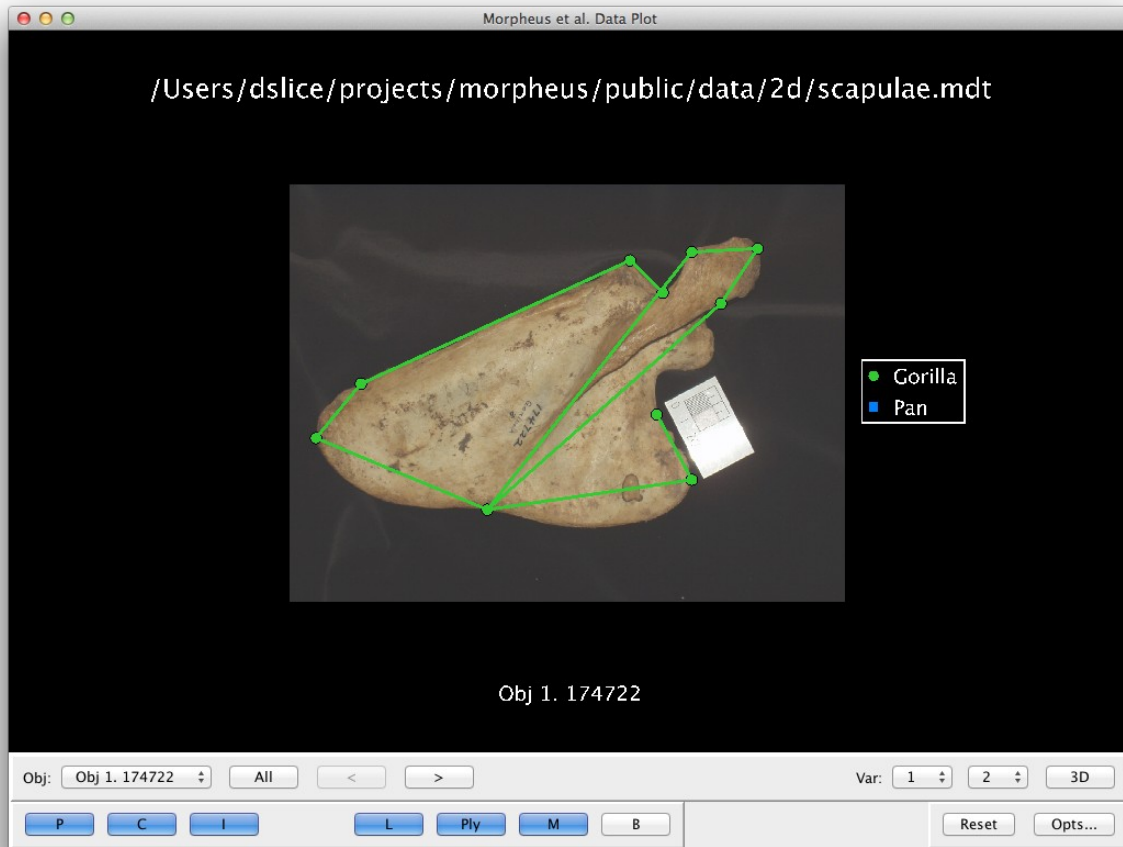 Morpheus et al. Data Plot
/Users/dslice/projects/morpheus/public/data/2d/scapulae.mdt
174722
Gorilla
Pan
Obj 1. 174722
Obj: Obj 1. 174722 All < > Var: 1 2 3D
P C I L Ply M B Reset Opts...